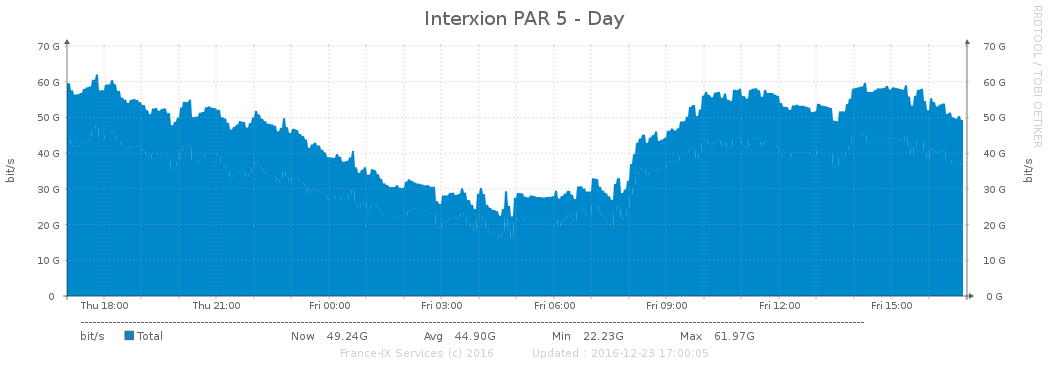 Interxion PAR 5 - Day
RRDTOOL / TOBI OETIKER
bit/s
70 G
60 G
50 G
40 G
30 G
20 G
10 G
0
70 G
60 G
50 G
40 G
30 G
20 G
10 G
0 G
bit/s
Thu 18:00 Thu 21:00 Fri 00:00 Fri 03:00 Fri 06:00 Fri 09:00 Fri 12:00 Fri 15:00
bit/s Total Now 49.24G Avg 44.90G Min 22.23G Max 61.97G
France-IX Services (c) 2016 Updated : 2016-12-23 17:00:05